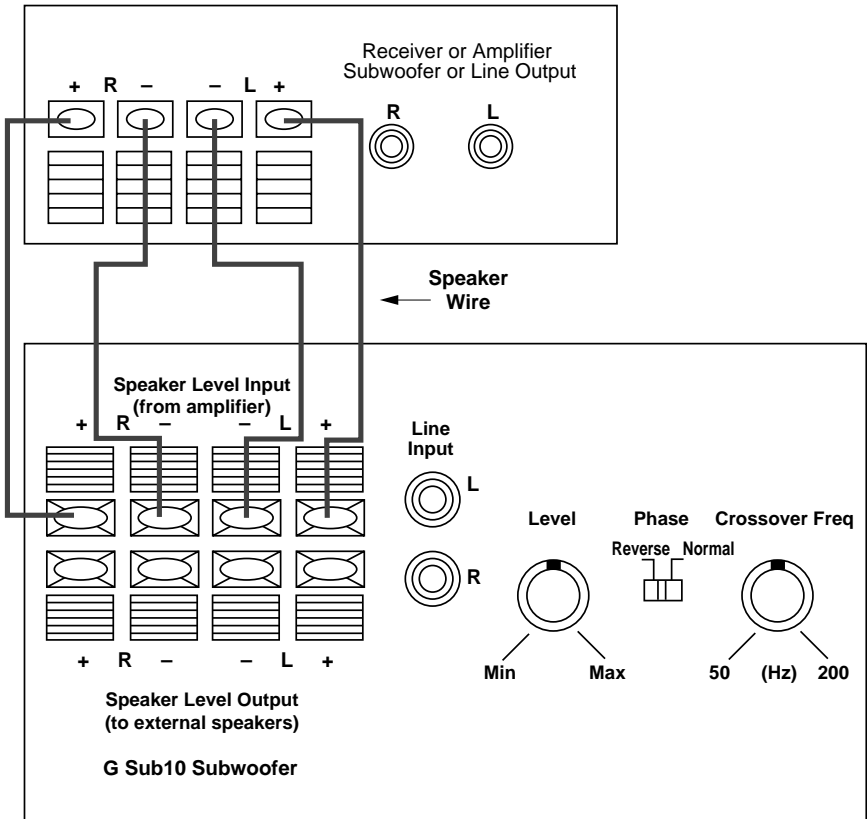 Receiver or Amplifier
Subwoofer or Line Output
+ R – – L +
R L
Speaker
Wire
Speaker Level Input
(from amplifier)
+ R – – L +
Line
Input
L
R
Level Phase Crossover Freq
Reverse Normal
Min Max 50 (Hz) 200
+ R – – L +
Speaker Level Output
(to external speakers)
G Sub10 Subwoofer